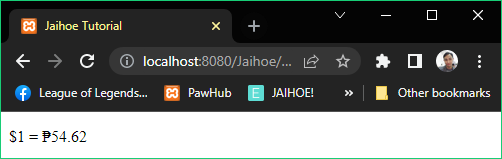 Jaihoe Tutorial
localhost:8080/Jaihoe/...
League of Legends... PawHub JAIHOE! » Other bookmarks
$1 = ₱54.62